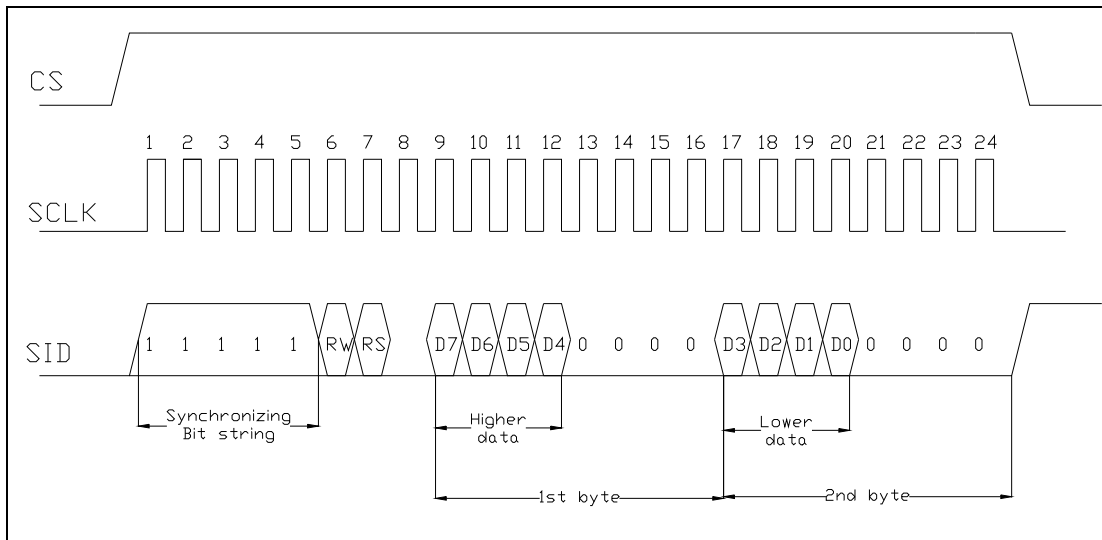 CS
1 2 3 4 5 6 7 8 9 10 11 12 13 14 15 16 17 18 19 20 21 22 23 24
SCLK
SID
1 1 1 1 1 RW RS D7 D6 D5 D4 0 0 0 0 D3 D2 D1 D0 0 0 0 0
Synchronizing
Bit string
Higher
data
Lower
data
1st byte
2nd byte